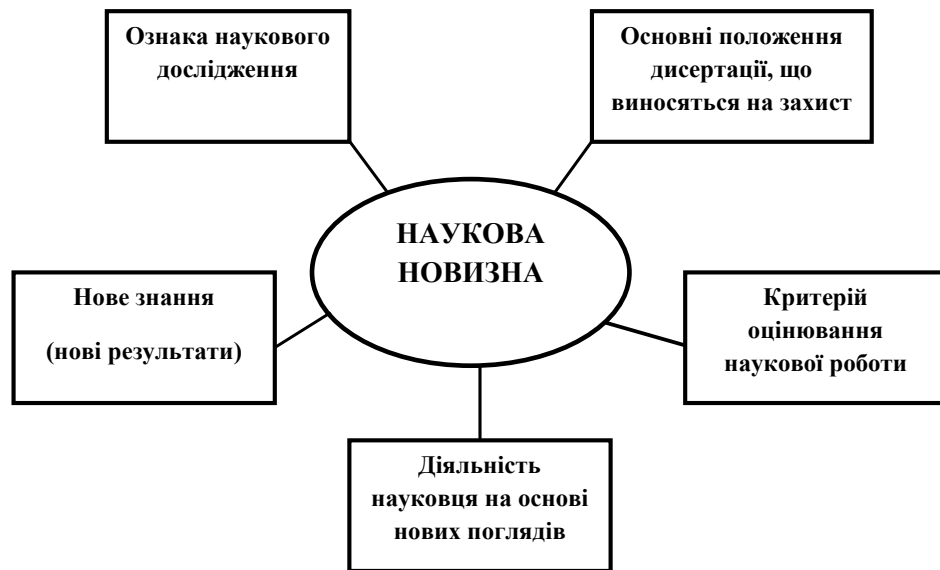 Ознака наукового
дослідження
Основні положення
дисертації, що
виносяться на захист
НАУКОВА
НОВИЗНА
Нове знання
(нові результати)
Критерій
оцінювання
наукової роботи
Діяльність
науковця на основі
нових поглядів